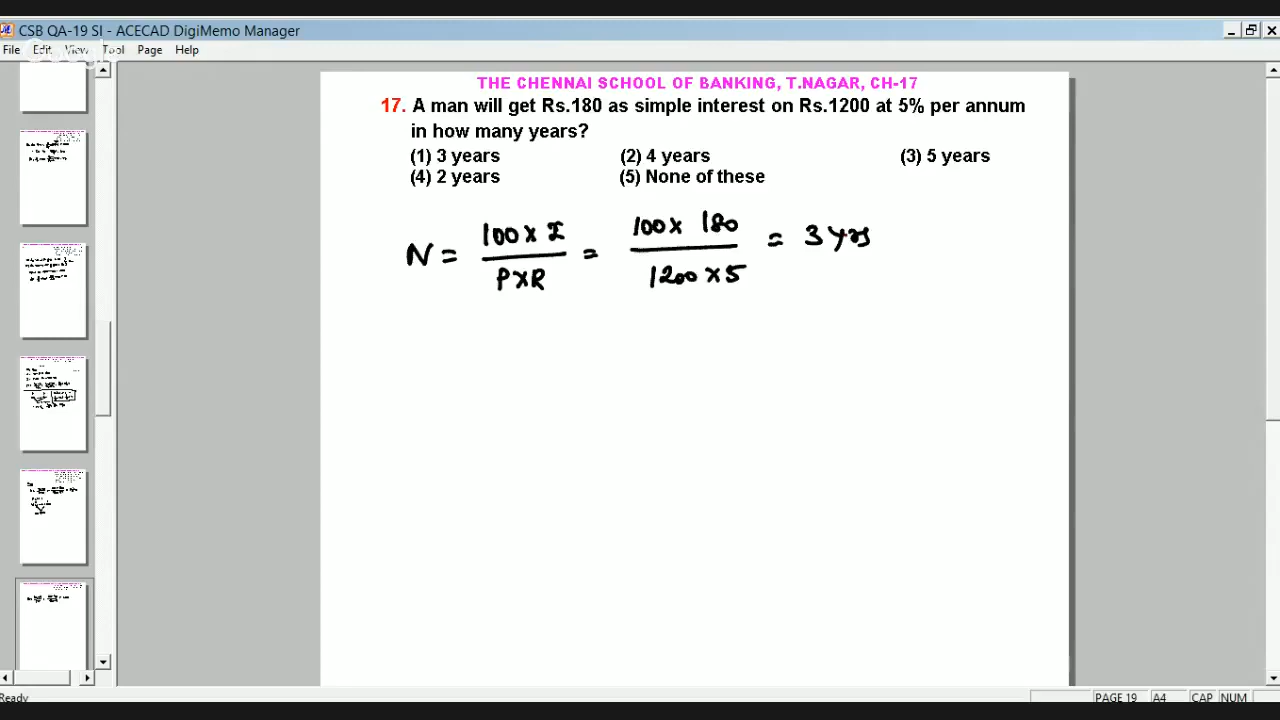 CSB QA-19 SI - ACECAD DigiMemo Manager
File Edit View Tool Page Help
THE CHENNAI SCHOOL OF BANKING, T.NAGAR, CH-17
17. A man will get Rs.180 as simple interest on Rs.1200 at 5% per annum
in how many years?
(1) 3 years (2) 4 years (3) 5 years
(4) 2 years (5) None of these
N = 100 x I / P x R = 100 x 180 / 1200 x 5 = 3 yrs
Ready PAGE 19 A4 CAP NUM